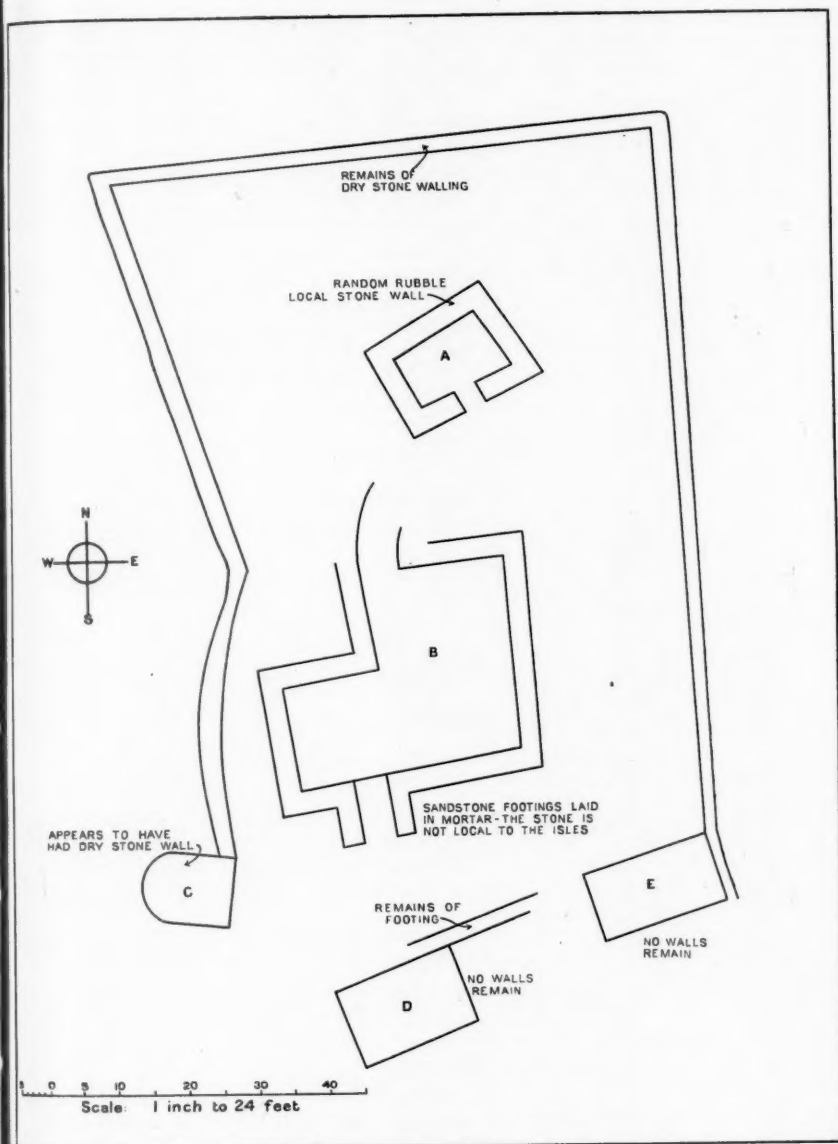 REMAINS OF
DRY STONE WALLING
RANDOM RUBBLE
LOCAL STONE WALL
A
N
W
E
S
B
SANDSTONE FOOTINGS LAID
IN MORTAR-THE STONE IS
NOT LOCAL TO THE ISLES
APPEARS TO HAVE
HAD DRY STONE WALL
C
E
REMAINS OF
FOOTING
NO WALLS
REMAIN
NO WALLS
REMAIN
D
0 5 10 20 30 40
Scale: 1 inch to 24 feet